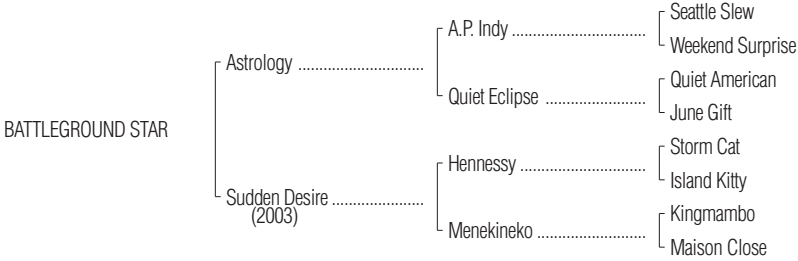 Seattle Slew
A.P. Indy ..................................
Weekend Surprise
Astrology ................................
Quiet American
Quiet Eclipse ..........................
June Gift
BATTLEGROUND STAR
Storm Cat
Hennessy ................................
Island Kitty
Sudden Desire ........................
(2003)
Kingmambo
Menekineko ............................
Maison Close